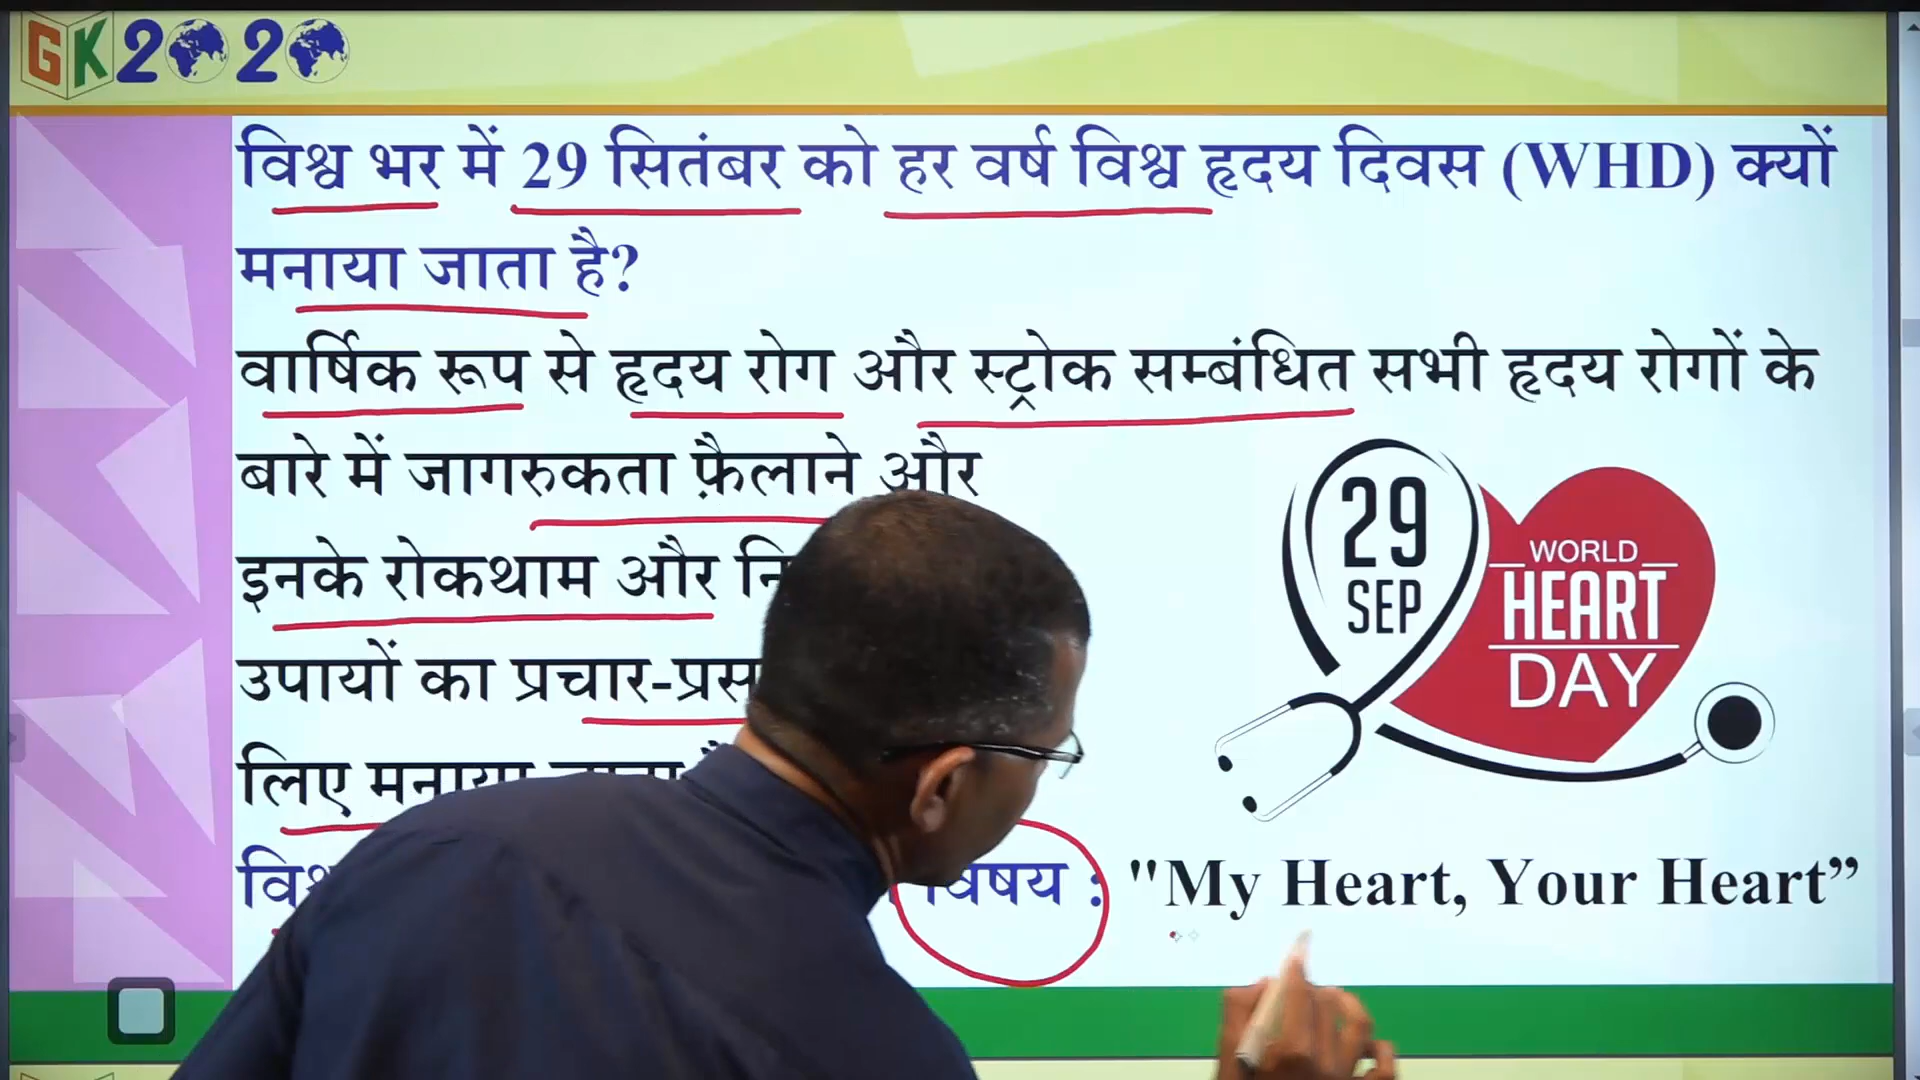 GK2020
विश्व भर में 29 सितंबर को हर वर्ष विश्व हृदय दिवस (WHD) क्यों
मनाया जाता है?
वार्षिक रूप से हृदय रोग और स्ट्रोक सम्बंधित सभी हृदय रोगों के
बारे में जागरुकता फ़ैलाने और
इनके रोकथाम और
उपायों का
लिए
29
SEP
WORLD
HEART
DAY
विषय : "My Heart, Your Heart”